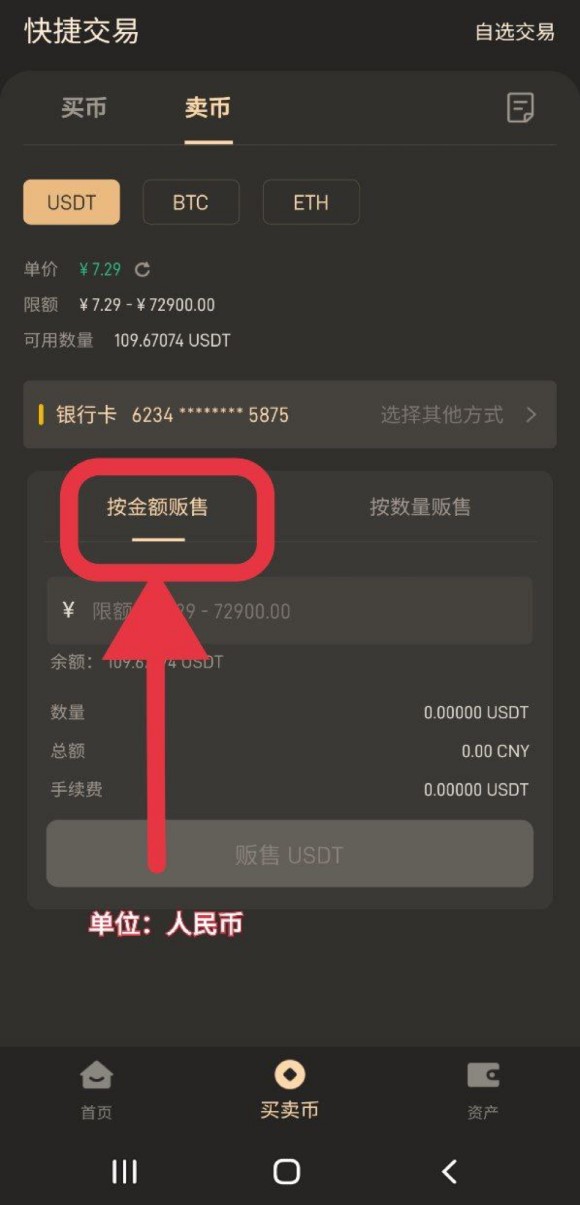 快捷交易 自选交易
买币 卖币
USDT BTC ETH
单价 ¥7.29
限额 ¥7.29 - ¥72900.00
可用数量 109.67074 USDT
银行卡 6234 ******** 5875 选择其他方式 >
按金额贩售 按数量贩售
¥ 限额 9 - 72900.00
余额: 109.6 74 USDT
数量 0.00000 USDT
总额 0.00 CNY
手续费 0.00000 USDT
贩售 USDT
单位：人民币
首页 买卖币 资产